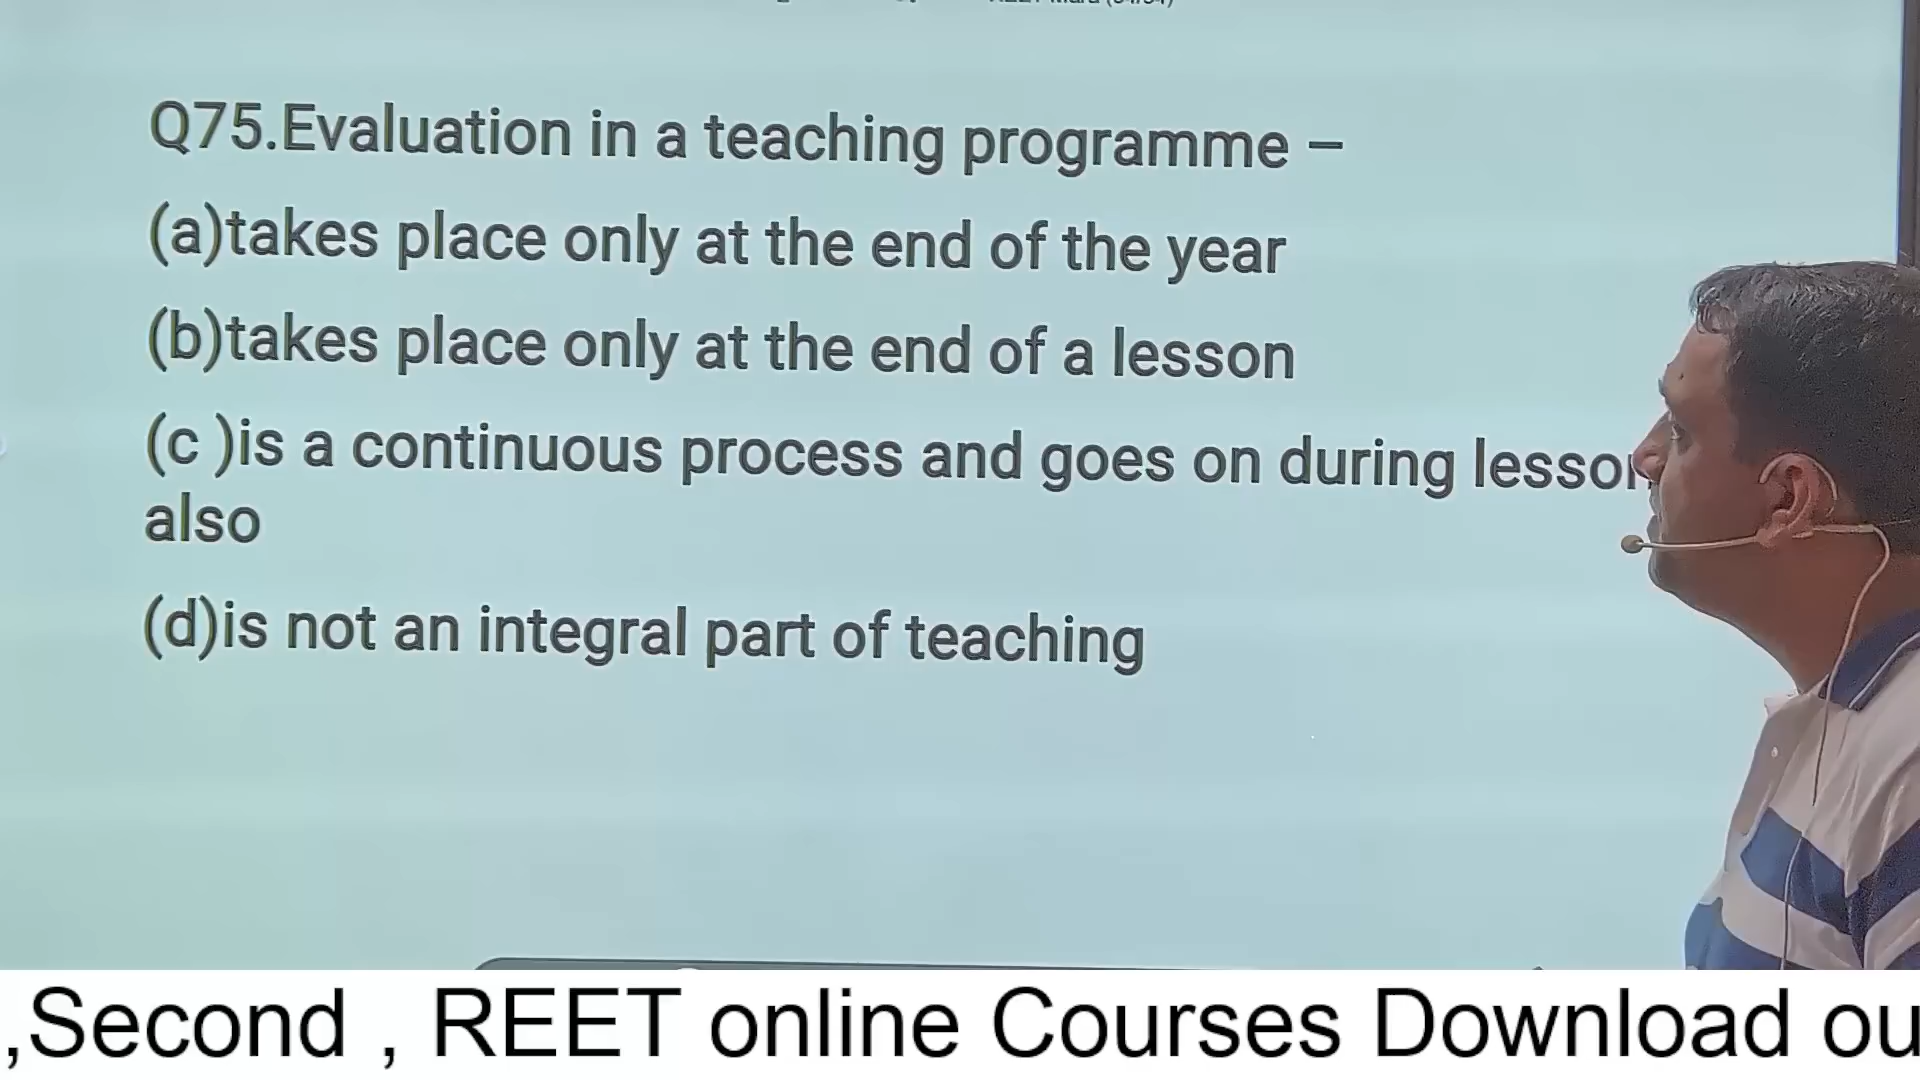 Q75.Evaluation in a teaching programme –
(a)takes place only at the end of the year
(b)takes place only at the end of a lesson
(c )is a continuous process and goes on during lesson
also
(d)is not an integral part of teaching
,Second , REET online Courses Download ou